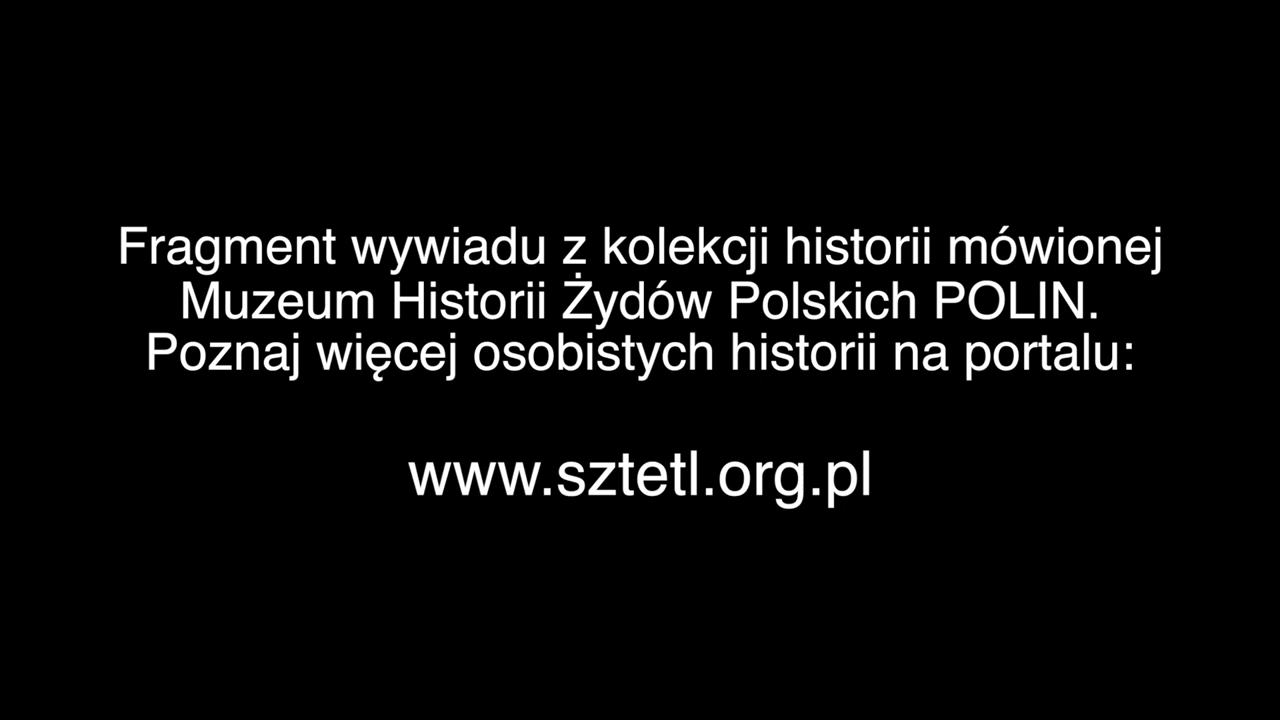 Fragment wywiadu z kolekcji historii mówionej
Muzeum Historii Żydów Polskich POLIN.
Poznaj więcej osobistych historii na portalu:
www.sztetl.org.pl